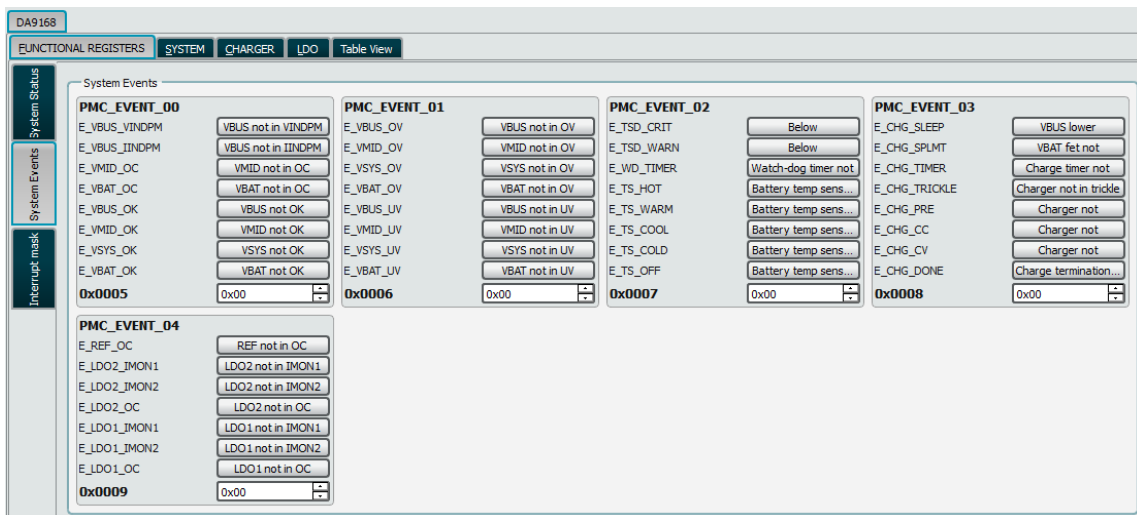 DA9168
FUNCTIONAL REGISTERS SYSTEM CHARGER LDO Table View
System Status
System Events
Interrupt mask
System Events
PMC_EVENT_00
E_VBUS_VINDPM VBUS not in VINDPM
E_VBUS_IINDPM VBUS not in IINDPM
E_VMID_OC VMID not in OC
E_VBAT_OC VBAT not in OC
E_VBUS_OK VBUS not OK
E_VMID_OK VMID not OK
E_VSYS_OK VSYS not OK
E_VBAT_OK VBAT not OK
0x0005 0x00
PMC_EVENT_01
E_VBUS_OV VBUS not in OV
E_VMID_OV VMID not in OV
E_VSYS_OV VSYS not in OV
E_VBAT_OV VBAT not in OV
E_VBUS_UV VBUS not in UV
E_VMID_UV VMID not in UV
E_VSYS_UV VSYS not in UV
E_VBAT_UV VBAT not in UV
0x0006 0x00
PMC_EVENT_02
E_TSD_CRIT Below
E_TSD_WARN Below
E_WD_TIMER Watch-dog timer not
E_TS_HOT Battery temp sens...
E_TS_WARM Battery temp sens...
E_TS_COOL Battery temp sens...
E_TS_COLD Battery temp sens...
E_TS_OFF Battery temp sens...
0x0007 0x00
PMC_EVENT_03
E_CHG_SLEEP VBUS lower
E_CHG_SPLMT VBAT fet not
E_CHG_TIMER Charge timer not
E_CHG_TRICKLE Charger not in trickle
E_CHG_PRE Charger not
E_CHG_CC Charger not
E_CHG_CV Charger not
E_CHG_DONE Charge termination...
0x0008 0x00
PMC_EVENT_04
E_REF_OC REF not in OC
E_LDO2_IMON1 LDO2 not in IMON1
E_LDO2_IMON2 LDO2 not in IMON2
E_LDO2_OC LDO2 not in OC
E_LDO1_IMON1 LDO1 not in IMON1
E_LDO1_IMON2 LDO1 not in IMON2
E_LDO1_OC LDO1 not in OC
0x0009 0x00